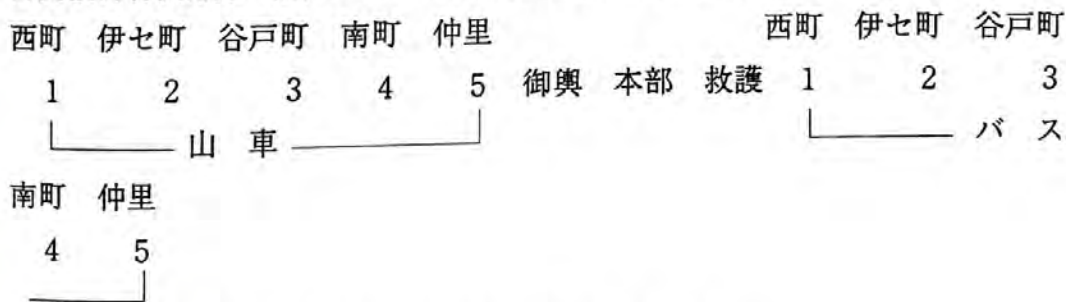 西町 伊セ町 谷戸町 南町 仲里 西町 伊セ町 谷戸町
1 2 3 4 5 御輿 本部 救護 1 2 3
山車 バス
南町 仲里
4 5